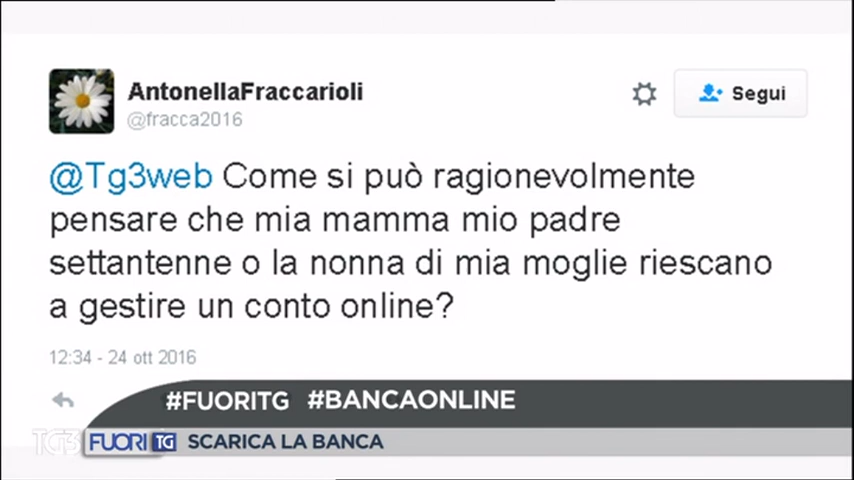 AntonellaFraccarioli
@fracca2016
Segui
@Tg3web Come si può ragionevolmente
pensare che mia mamma mio padre
settantenne o la nonna di mia moglie riescano
a gestire un conto online?
12:34 - 24 ott 2016
#FUORITG #BANCAONLINE
TG3 FUORI TG SCARICA LA BANCA